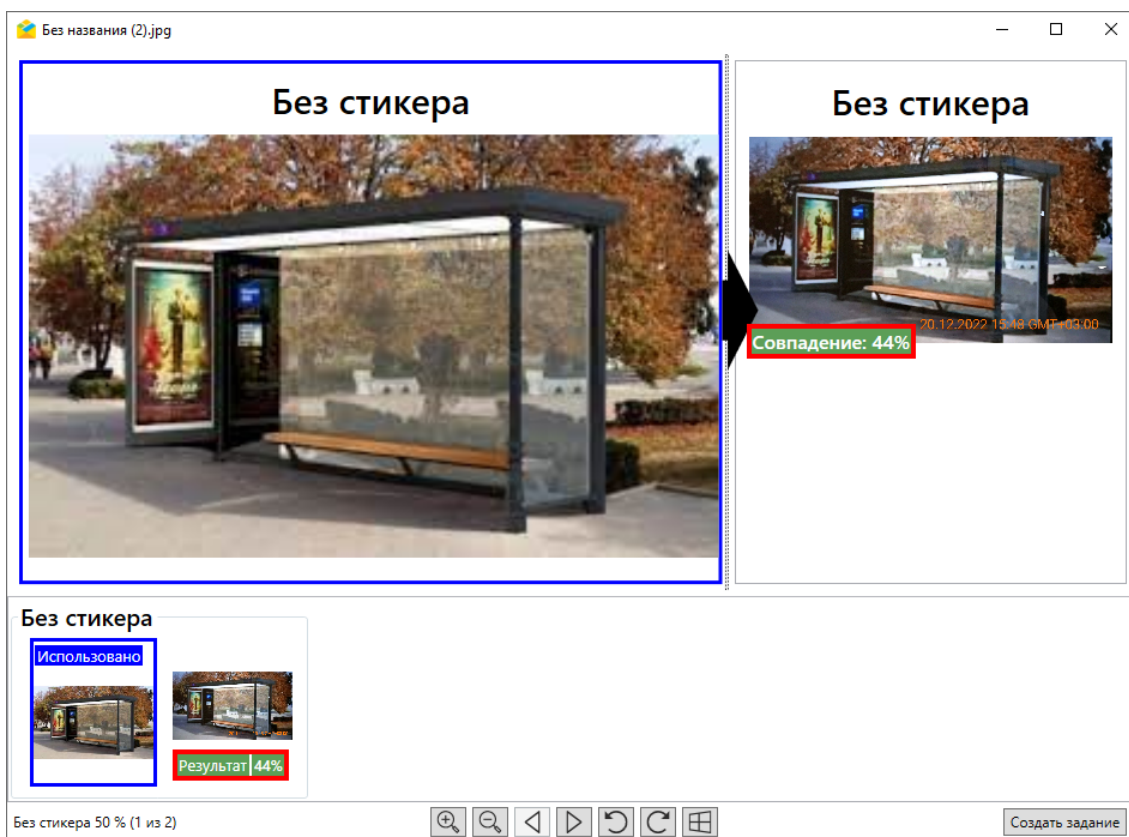 Без названия (2).jpg
Без стикера
Без стикера
20.12.2022 15:48 GMT+03:00
Совпадение: 44%
Без стикера
Использовано
Результат 44%
Без стикера 50 % (1 из 2)
Создать задание